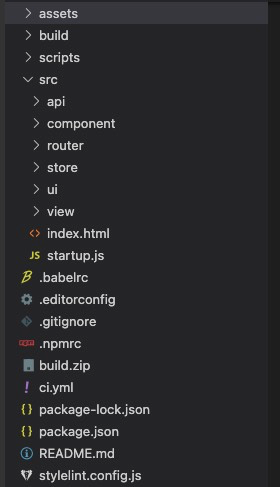 assets
build
scripts
src
api
component
router
store
ui
view
index.html
JS startup.js
.babelrc
.editorconfig
.gitignore
.npmrc
build.zip
ci.yml
package-lock.json
package.json
README.md
stylelint.config.js